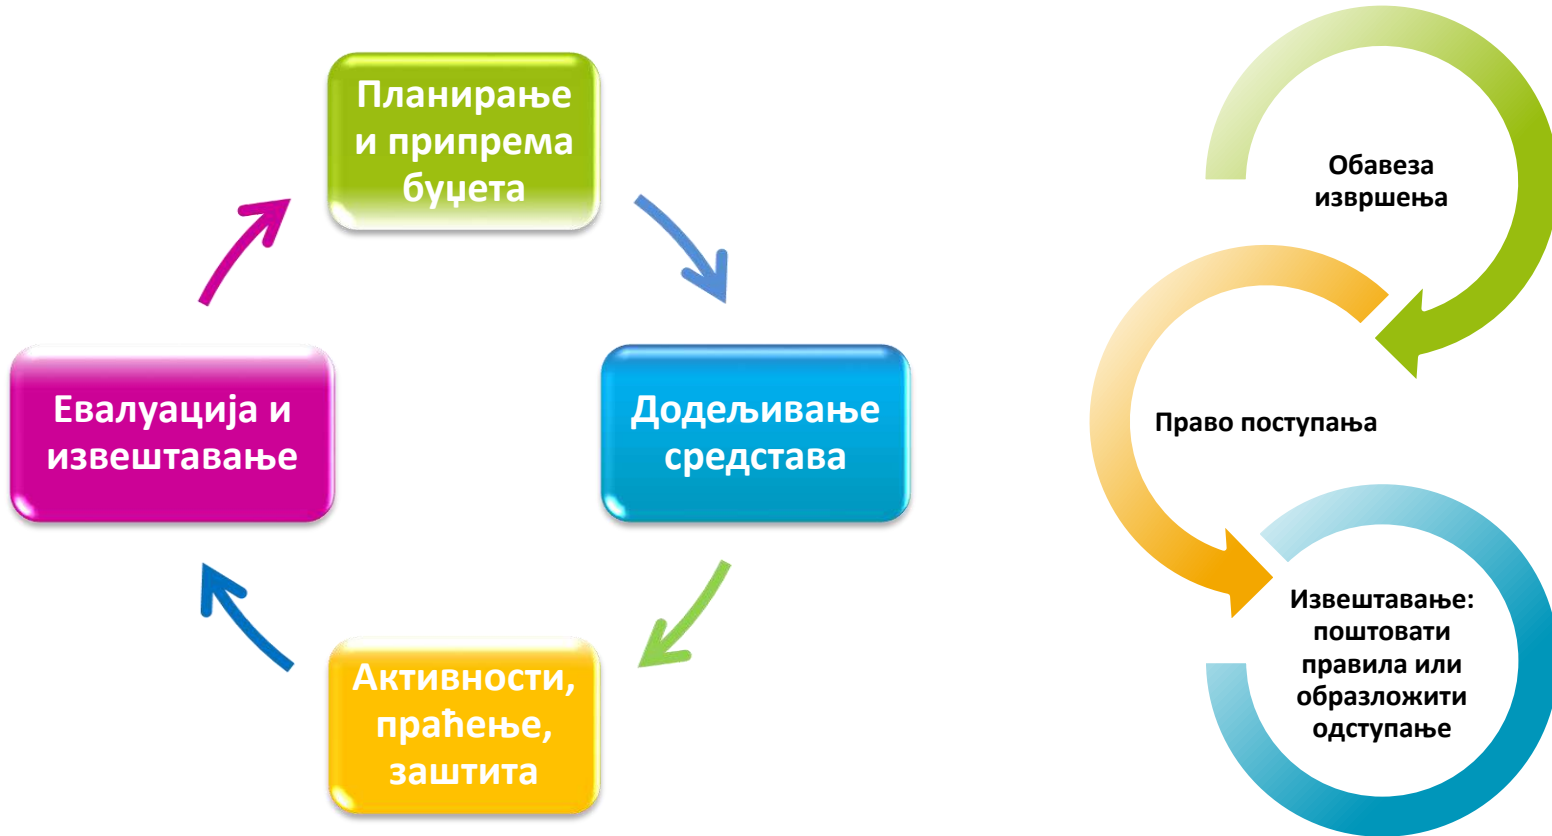 Планирање
и припрема
буџета
Додељивање
средстава
Активности,
праћење,
заштита
Евалуација и
извештавање
Обавеза
извршења
Право поступања
Извештавање:
поштовати
правила или
образложити
одступање